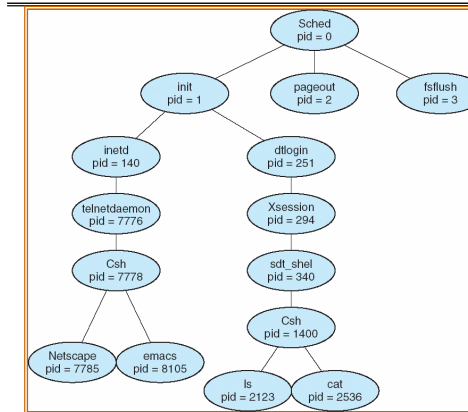 Sched
pid = 0
init
pid = 1
pageout
pid = 2
fsflush
pid = 3
inetd
pid = 140
dtlogin
pid = 251
telnetdaemon
pid = 7776
Xsession
pid = 294
Csh
pid = 7778
sdt_shel
pid = 340
Csh
pid = 1400
Netscape
pid = 7785
emacs
pid = 8105
ls
pid = 2123
cat
pid = 2536